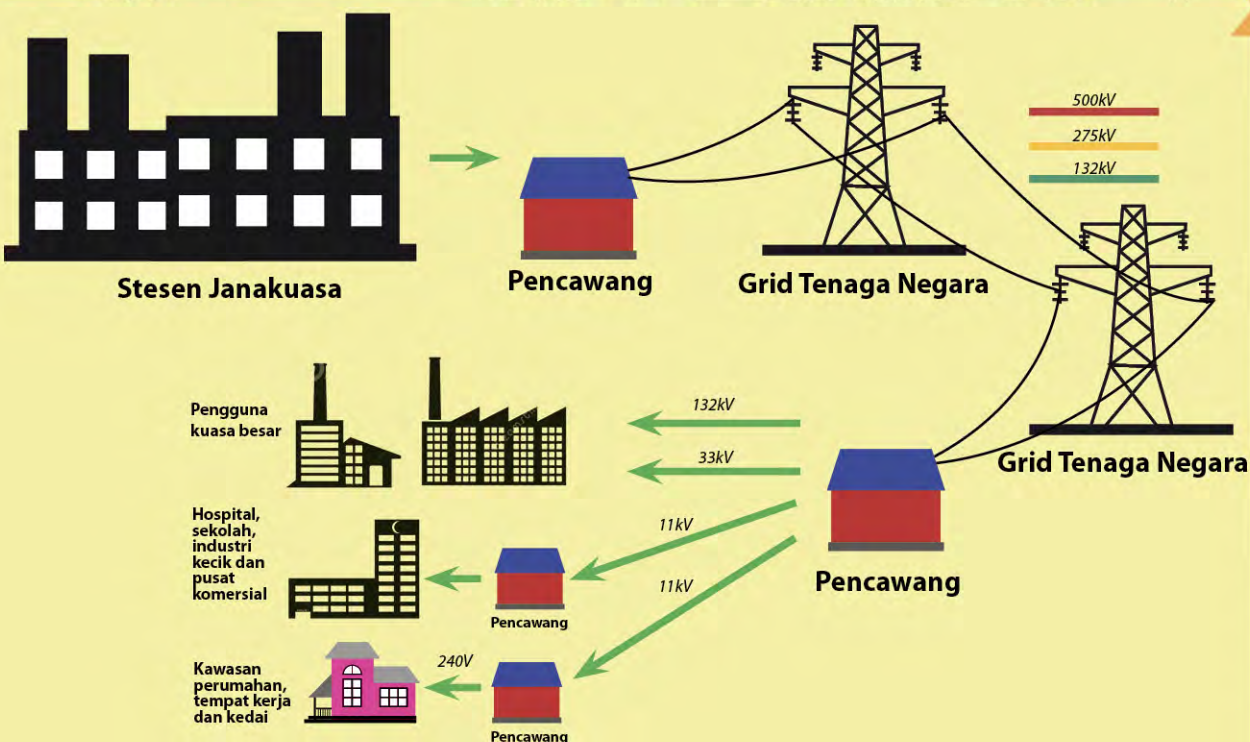 500kV
275kV
132kV
Stesen Janakuasa
Pencawang
Grid Tenaga Negara
Grid Tenaga Negara
Pengguna
kuasa besar
132kV
33kV
Pencawang
Hospital,
sekolah,
industri
kecik dan
pusat
komersial
11kV
11kV
Pencawang
Kawasan
perumahan,
tempat kerja
dan kedai
240V
Pencawang